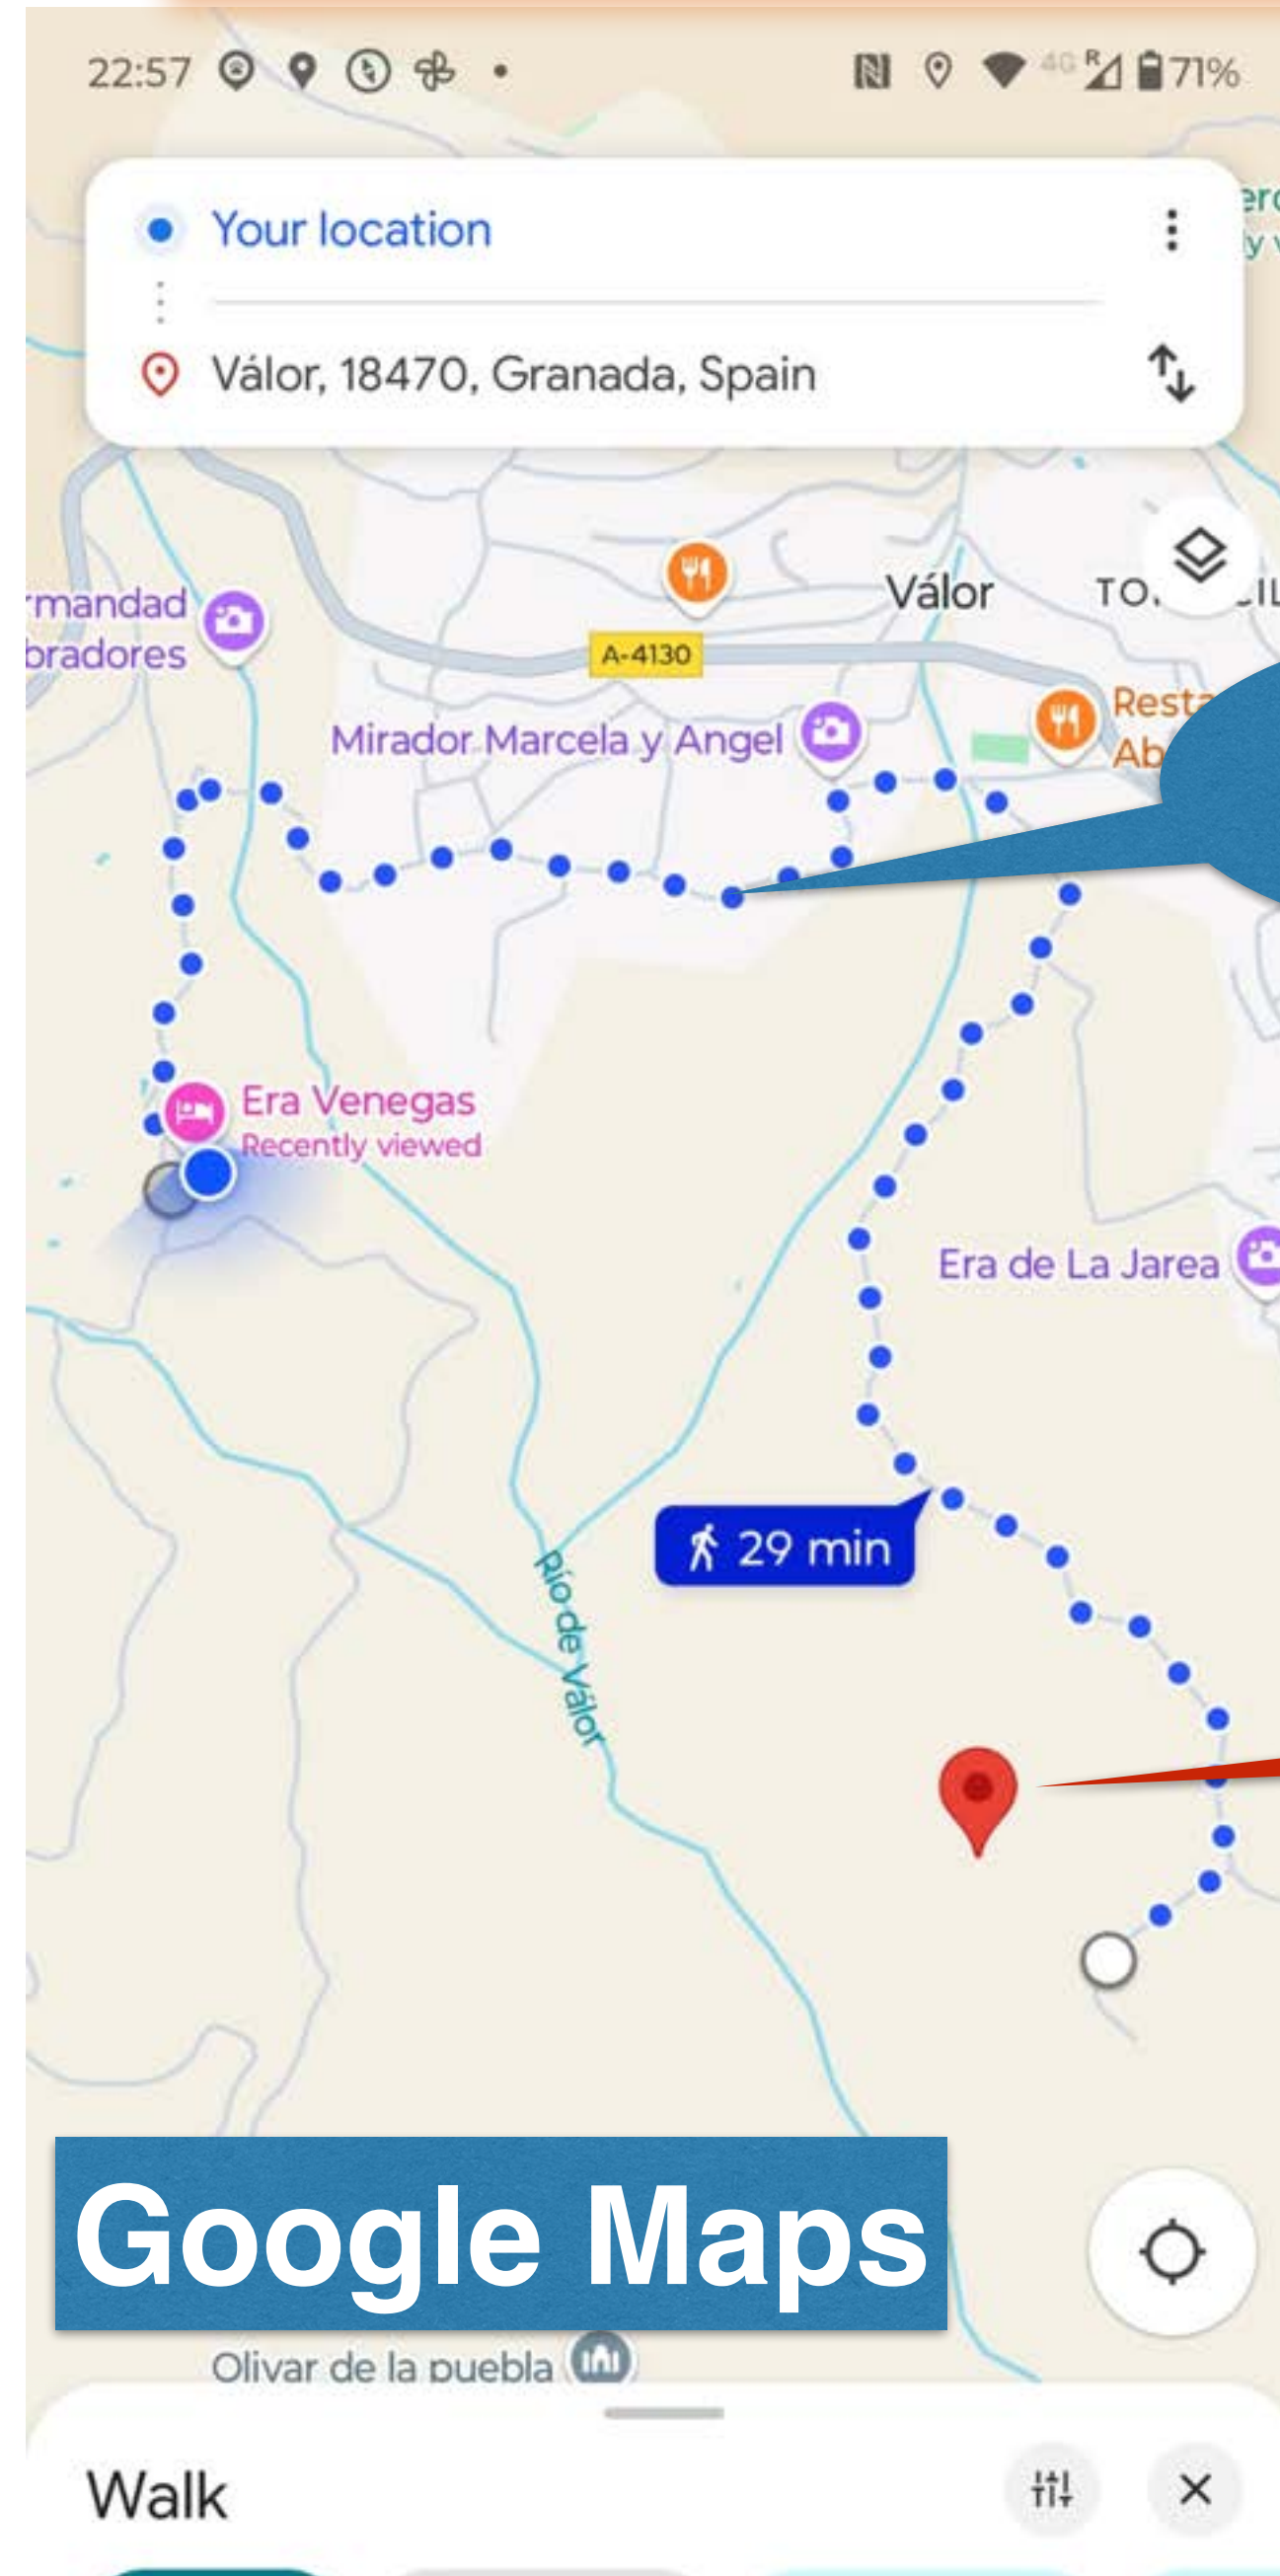 22:57
4G R 71%
Your location
Válor, 18470, Granada, Spain
Válor
A-4130
Mirador Marcela y Angel
Era Venegas
Recently viewed
Era de La Jarea
29 min
Río de Válor
Google Maps
Olivar de la puebla
Walk